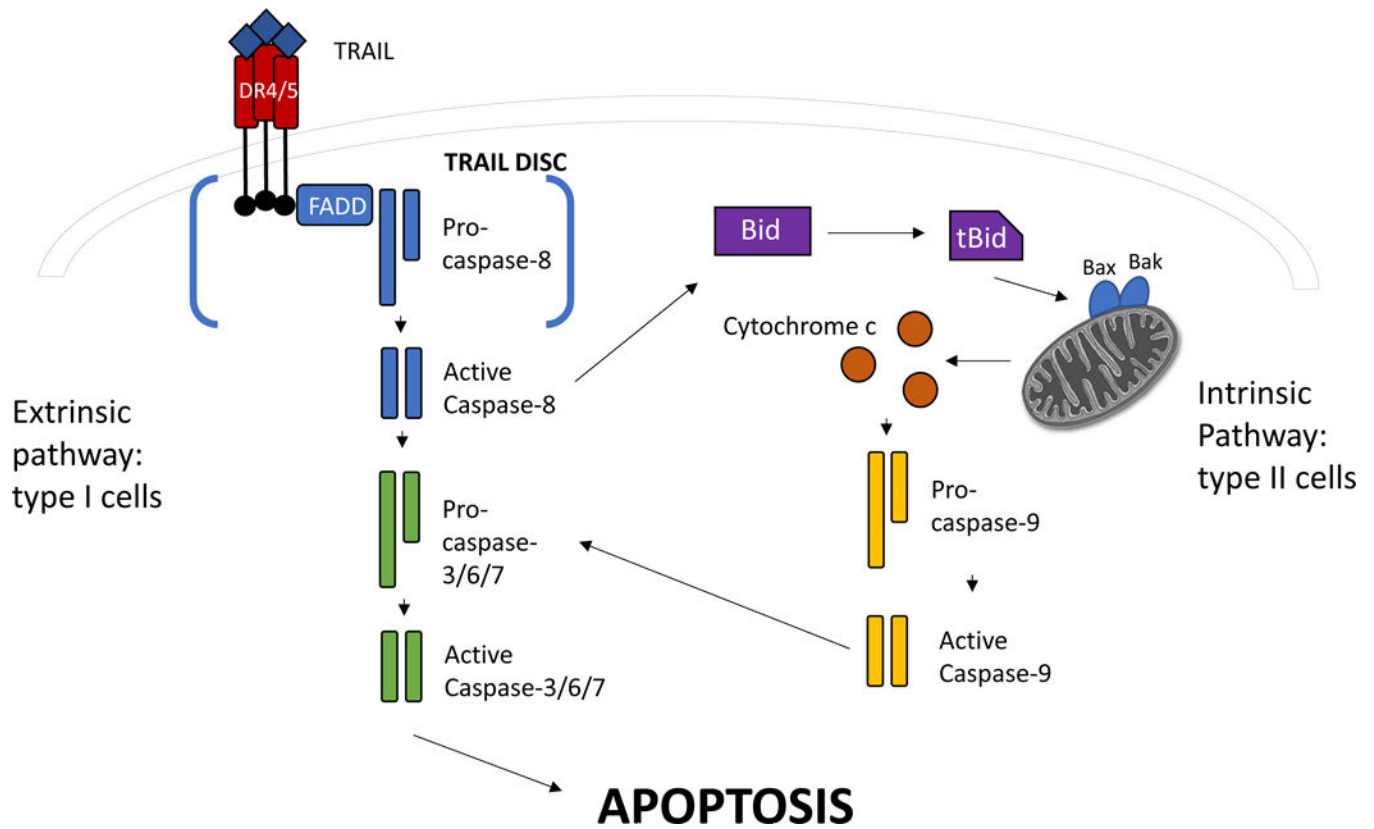 TRAIL
DR4/5
TRAIL DISC
FADD
Pro-
caspase-8
Bid
tBid
Bax
Bak
Cytochrome c
Active
Caspase-8
Extrinsic
pathway:
type I cells
Intrinsic
Pathway:
type II cells
Pro-
caspase-
3/6/7
Pro-
caspase-9
Active
Caspase-3/6/7
Active
Caspase-9
APOPTOSIS